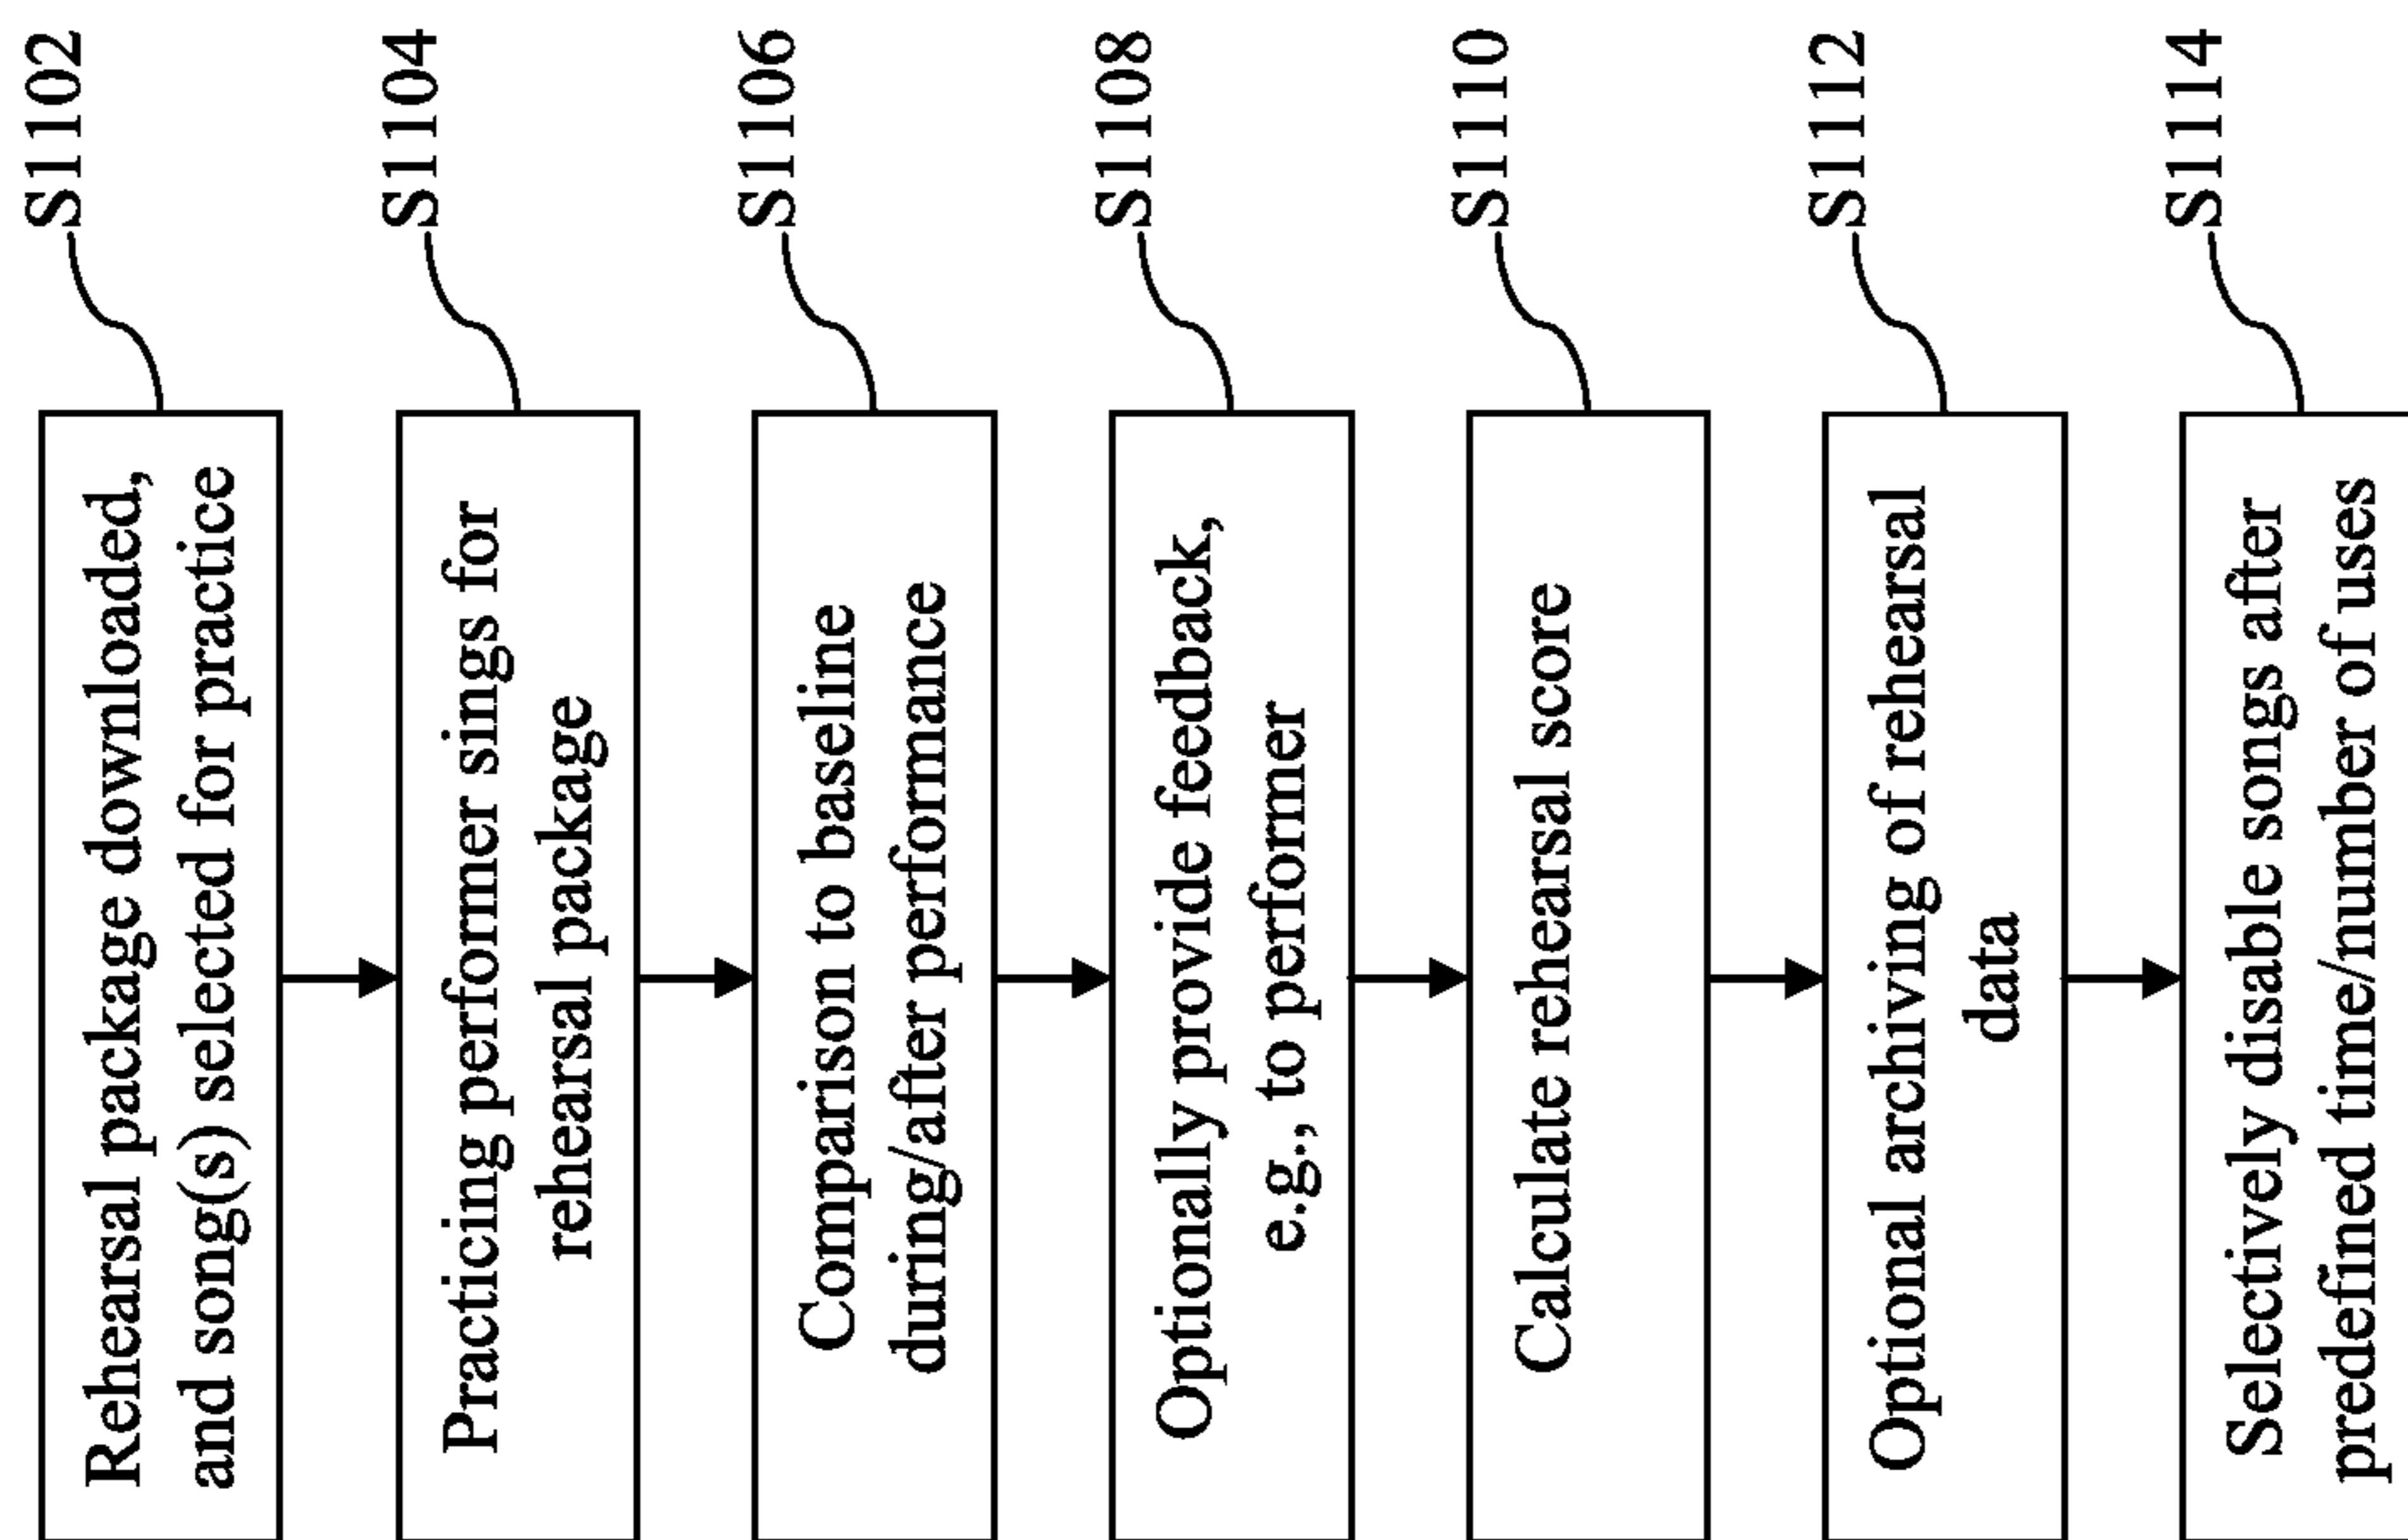 Rehearsal package downloaded,
and song(s) selected for practice
S1102
Practicing performer sings for
rehearsal package
S1104
Comparison to baseline
during/after performance
S1106
Optionally provide feedback,
e.g., to performer
S1108
Calculate rehearsal score
S1110
Optional archiving of rehearsal
data
S1112
Selectively disable songs after
predefined time/number of uses
S1114